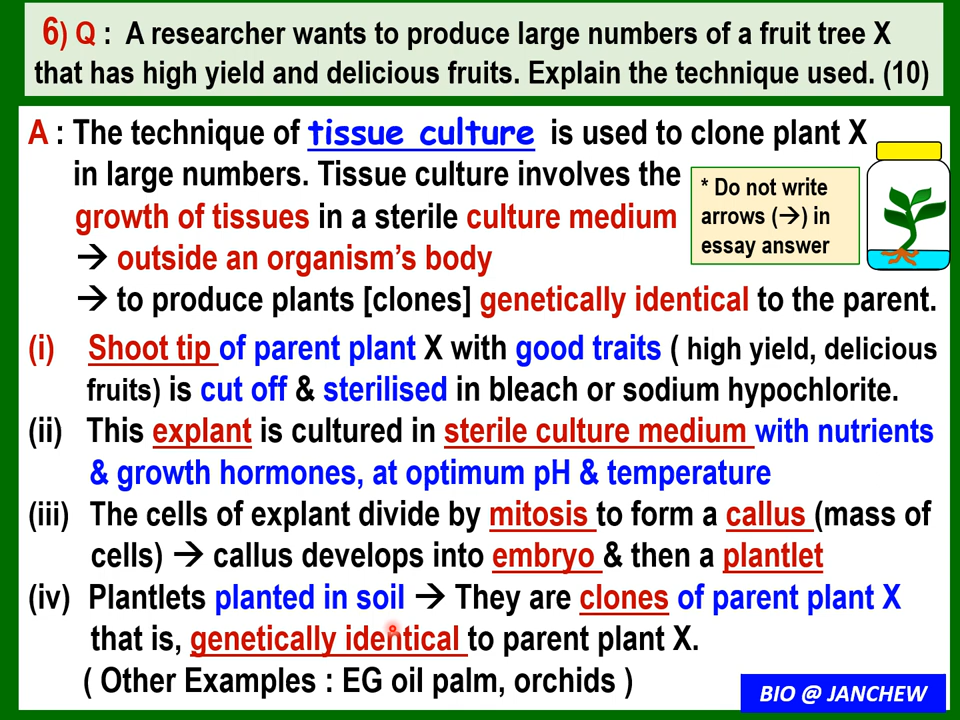 6) Q : A researcher wants to produce large numbers of a fruit tree X
that has high yield and delicious fruits. Explain the technique used. (10)
A : The technique of tissue culture is used to clone plant X
in large numbers. Tissue culture involves the
growth of tissues in a sterile culture medium
→ outside an organism's body
→ to produce plants [clones] genetically identical to the parent.
* Do not write
arrows (→) in
essay answer
(i) Shoot tip of parent plant X with good traits ( high yield, delicious
fruits) is cut off & sterilised in bleach or sodium hypochlorite.
(ii) This explant is cultured in sterile culture medium with nutrients
& growth hormones, at optimum pH & temperature
(iii) The cells of explant divide by mitosis to form a callus (mass of
cells) → callus develops into embryo & then a plantlet
(iv) Plantlets planted in soil → They are clones of parent plant X
that is, genetically identical to parent plant X.
( Other Examples : EG oil palm, orchids )
BIO @ JANCHEW